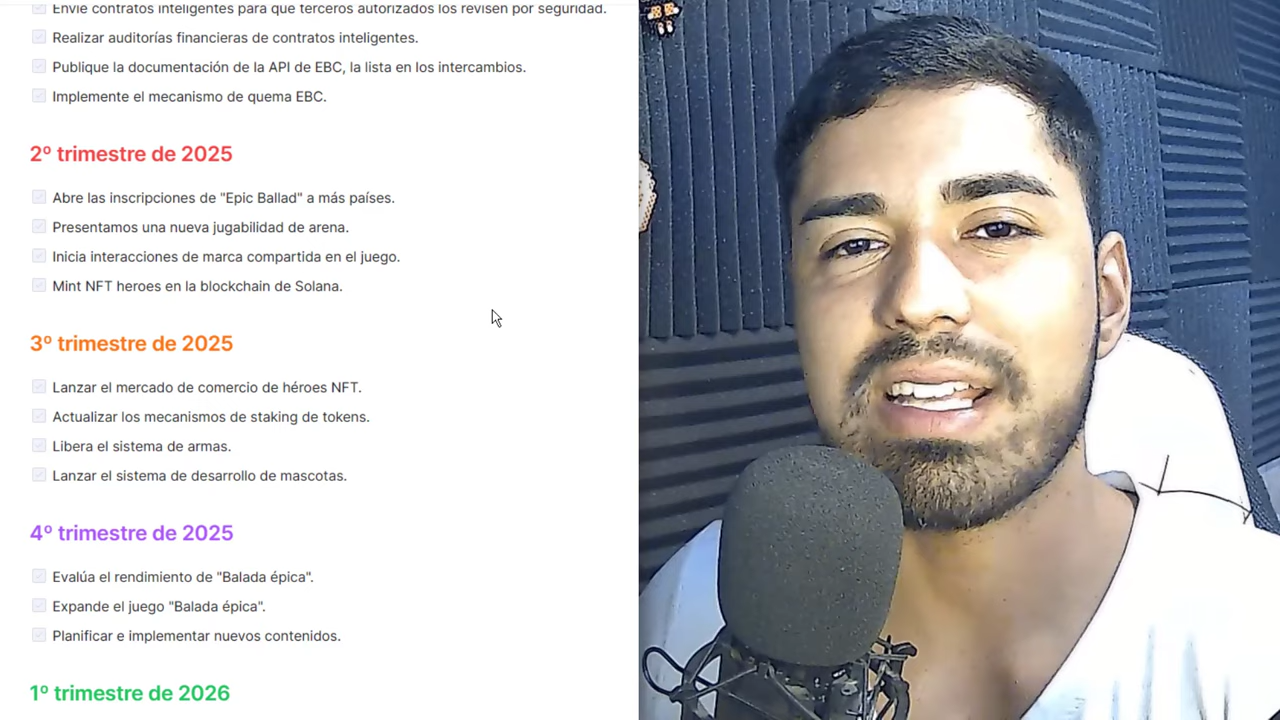 Envíe contratos inteligentes para que terceros autorizados los revisen por seguridad.
Realizar auditorías financieras de contratos inteligentes.
Publique la documentación de la API de EBC, la lista en los intercambios.
Implemente el mecanismo de quema EBC.
2º trimestre de 2025
Abre las inscripciones de "Epic Ballad" a más países.
Presentamos una nueva jugabilidad de arena.
Inicia interacciones de marca compartida en el juego.
Mint NFT heroes en la blockchain de Solana.
3º trimestre de 2025
Lanzar el mercado de comercio de héroes NFT.
Actualizar los mecanismos de staking de tokens.
Libera el sistema de armas.
Lanzar el sistema de desarrollo de mascotas.
4º trimestre de 2025
Evalúa el rendimiento de "Balada épica".
Expande el juego "Balada épica".
Planificar e implementar nuevos contenidos.
1º trimestre de 2026